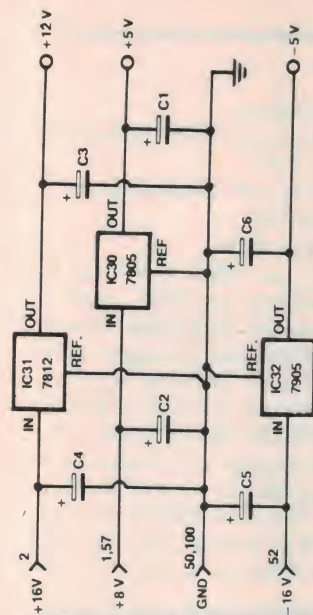 +16V
2
IN
IC31
7812
OUT
REF.
+12 V
C4
+
C3
+
+8 V
1,57
IN
IC30
7805
OUT
REF
+5 V
C2
+
C1
+
GND
50,100
C5
+
C6
+
-16 V
52
IN
IC32
7905
OUT
REF.
-5 V